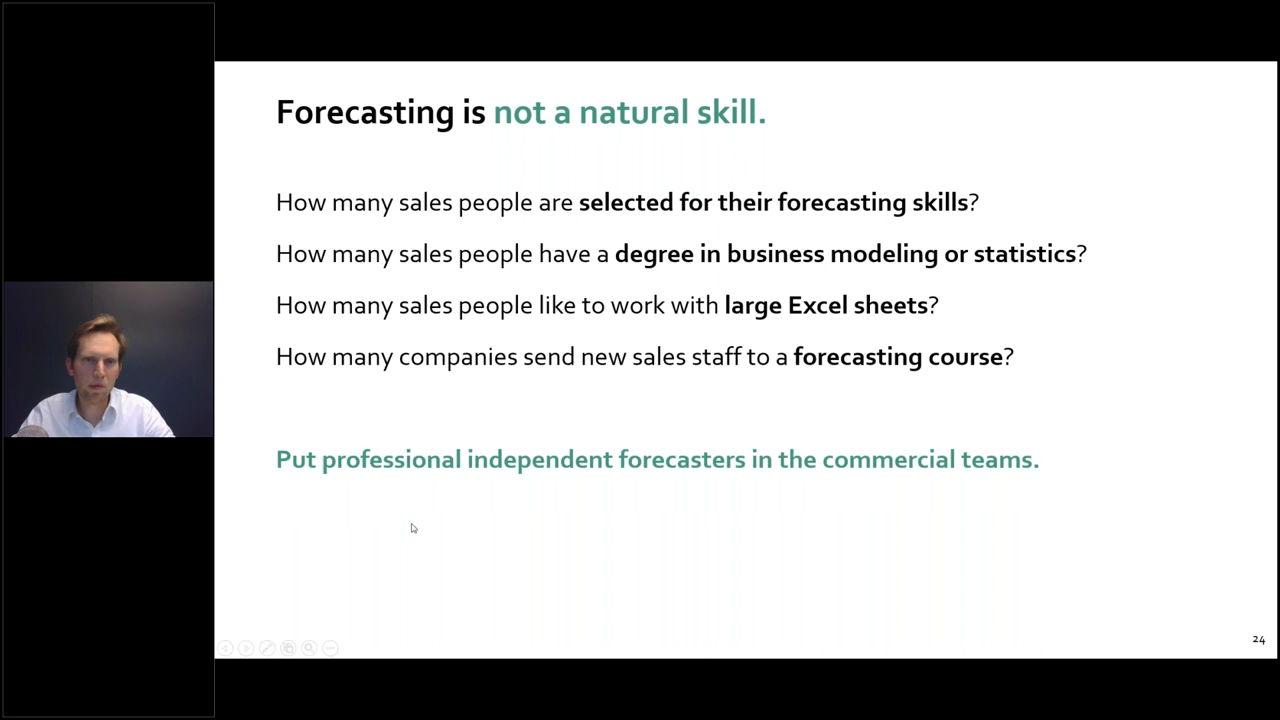 Forecasting is not a natural skill.
How many sales people are selected for their forecasting skills?
How many sales people have a degree in business modeling or statistics?
How many sales people like to work with large Excel sheets?
How many companies send new sales staff to a forecasting course?
Put professional independent forecasters in the commercial teams.
24